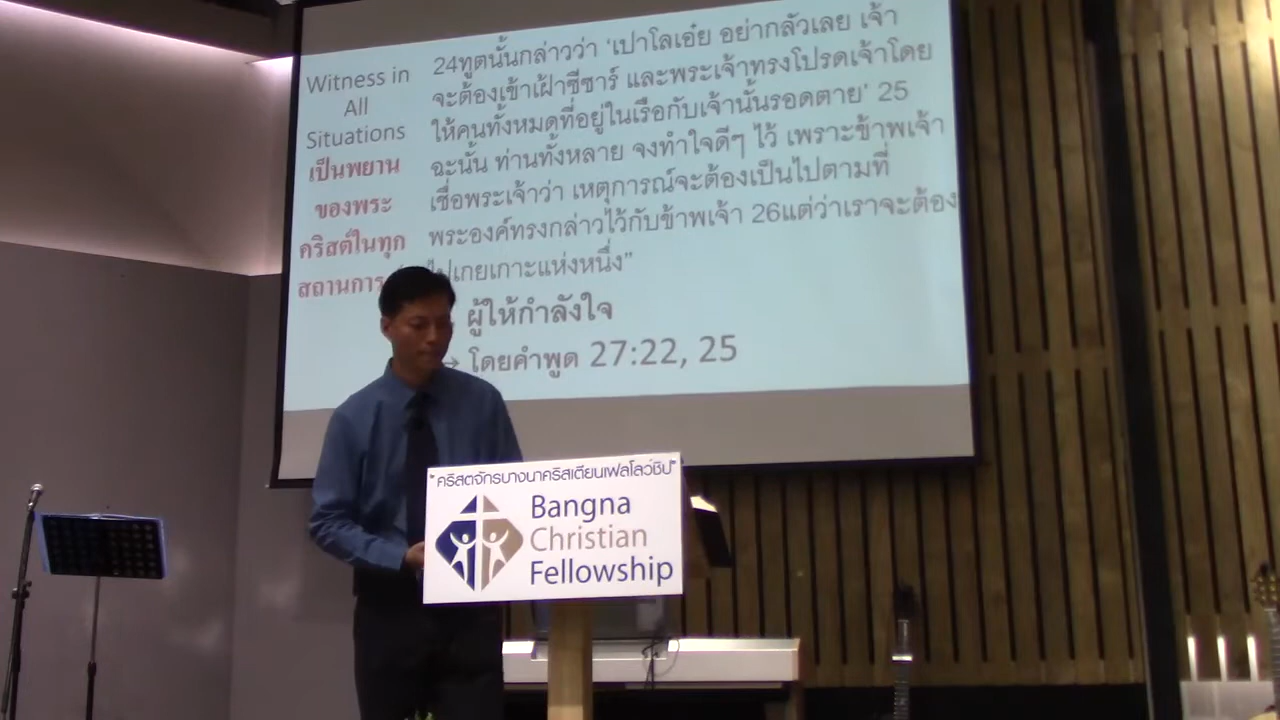 Witness in
All
Situations
เป็นพยาน
ของพระ
คริสต์ในทุก
สถานการ
24ทูตนั้นกล่าวว่า ‘เปาโลเอ๋ย อย่ากลัวเลย เจ้า
จะต้องเข้าเฝ้าซีซาร์ และพระเจ้าทรงโปรดเจ้าโดย
ให้คนทั้งหมดที่อยู่ในเรือกับเจ้านั้นรอดตาย’ 25
ฉะนั้น ท่านทั้งหลาย จงทำใจดีๆ ไว้ เพราะข้าพเจ้า
เชื่อพระเจ้าว่า เหตุการณ์จะต้องเป็นไปตามที่
พระองค์ทรงกล่าวไว้กับข้าพเจ้า 26แต่ว่าเราจะต้อง
ไปเกยเกาะแห่งหนึ่ง”
ผู้ให้กำลังใจ
→ โดยคำพูด 27:22, 25
"คริสตจักรบางนาคริสเตียนเฟลโลว์ชิป"
Bangna
Christian
Fellowship